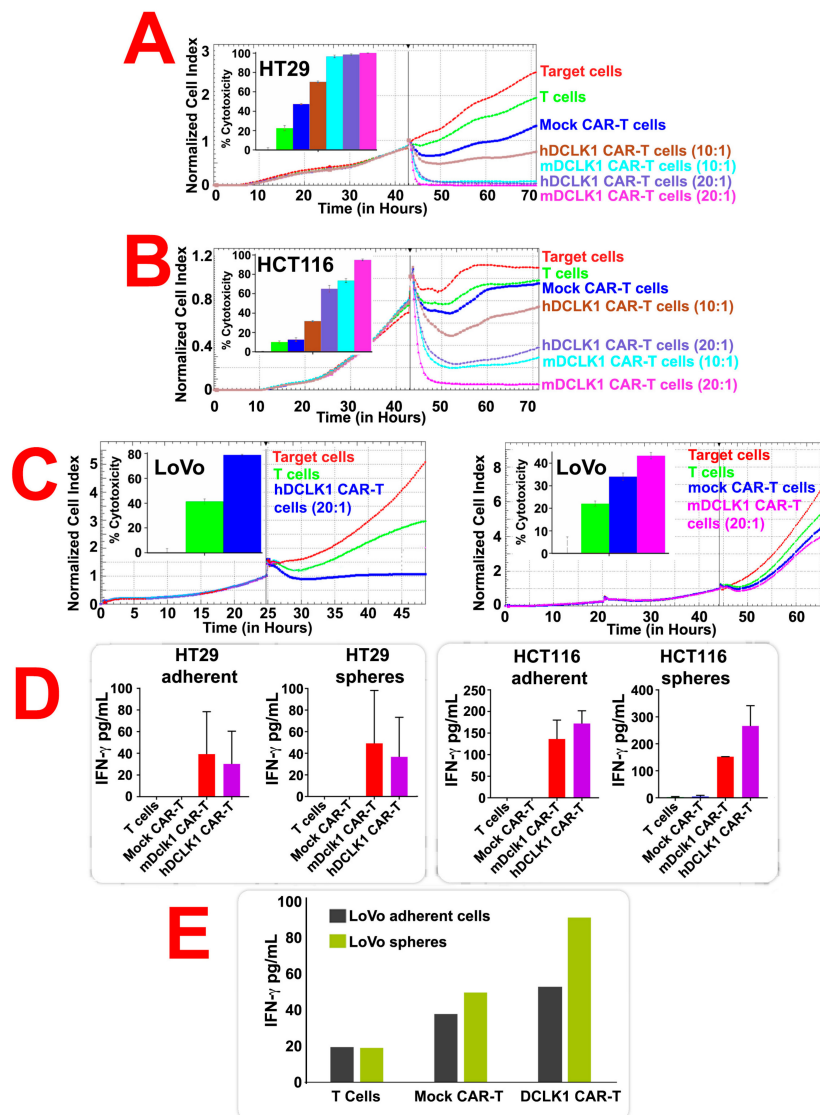 A
HT29
% Cytotoxicity
100
80
60
40
20
0
Normalized Cell Index
3
2
1
0
0 10 20 30 40 50 60 70
Time (in Hours)
Target cells
T cells
Mock CAR-T cells
hDCLK1 CAR-T cells (10:1)
mDCLK1 CAR-T cells (10:1)
hDCLK1 CAR-T cells (20:1)
mDCLK1 CAR-T cells (20:1)
B
HCT116
% Cytotoxicity
100
80
60
40
20
0
Normalized Cell Index
1.2
0.8
0.4
0
0 10 20 30 40 50 60 70
Time (in Hours)
Target cells
T cells
Mock CAR-T cells
hDCLK1 CAR-T cells (10:1)
hDCLK1 CAR-T cells (20:1)
mDCLK1 CAR-T cells (10:1)
mDCLK1 CAR-T cells (20:1)
C
LoVo
% Cytotoxicity
80
60
40
20
0
Normalized Cell Index
5
4
3
2
1
0
0 5 10 15 20 25 30 35 40 45
Time (in Hours)
Target cells
T cells
hDCLK1 CAR-T
cells (20:1)
LoVo
% Cytotoxicity
40
30
20
10
0
Normalized Cell Index
8
6
4
2
0
0 10 20 30 40 50 60
Time (in Hours)
Target cells
T cells
mock CAR-T cells
mDCLK1 CAR-T
cells (20:1)
D
HT29
adherent
IFN-γ pg/mL
100
80
60
40
20
0
T cells
Mock CAR-T
mDclk1 CAR-T
hDCLK1 CAR-T
HT29
spheres
IFN-γ pg/mL
100
80
60
40
20
0
T cells
Mock CAR-T
mDclk1 CAR-T
hDCLK1 CAR-T
HCT116
adherent
IFN-γ pg/mL
250
200
150
100
50
0
T cells
Mock CAR-T
mDclk1 CAR-T
hDCLK1 CAR-T
HCT116
spheres
IFN-γ pg/mL
400
300
200
100
0
T cells
Mock CAR-T
mDclk1 CAR-T
hDCLK1 CAR-T
E
LoVo adherent cells
LoVo spheres
IFN-γ pg/mL
100
80
60
40
20
0
T Cells Mock CAR-T DCLK1 CAR-T